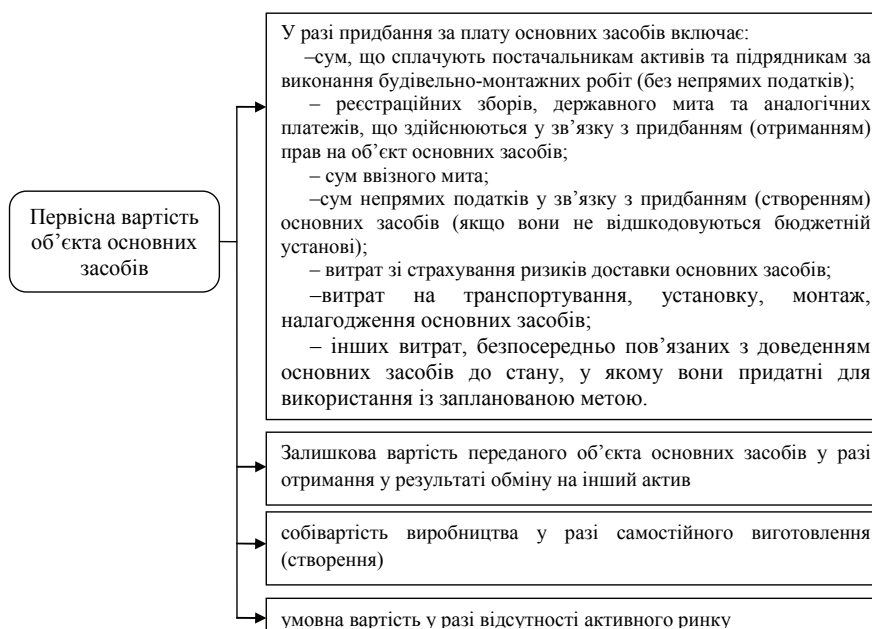 Первісна вартість
об’єкта основних
засобів
У разі придбання за плату основних засобів включає:
–сум, що сплачують постачальникам активів та підрядникам за
виконання будівельно-монтажних робіт (без непрямих податків);
– реєстраційних зборів, державного мита та аналогічних
платежів, що здійснюються у зв’язку з придбанням (отриманням)
прав на об’єкт основних засобів;
– сум ввізного мита;
–сум непрямих податків у зв’язку з придбанням (створенням)
основних засобів (якщо вони не відшкодовуються бюджетній
установі);
– витрат зі страхування ризиків доставки основних засобів;
–витрат на транспортування, установку, монтаж,
налагодження основних засобів;
– інших витрат, безпосередньо пов’язаних з доведенням
основних засобів до стану, у якому вони придатні для
використання із запланованою метою.
Залишкова вартість переданого об’єкта основних засобів у разі
отримання у результаті обміну на інший актив
собівартість виробництва у разі самостійного виготовлення
(створення)
умовна вартість у разі відсутності активного ринку